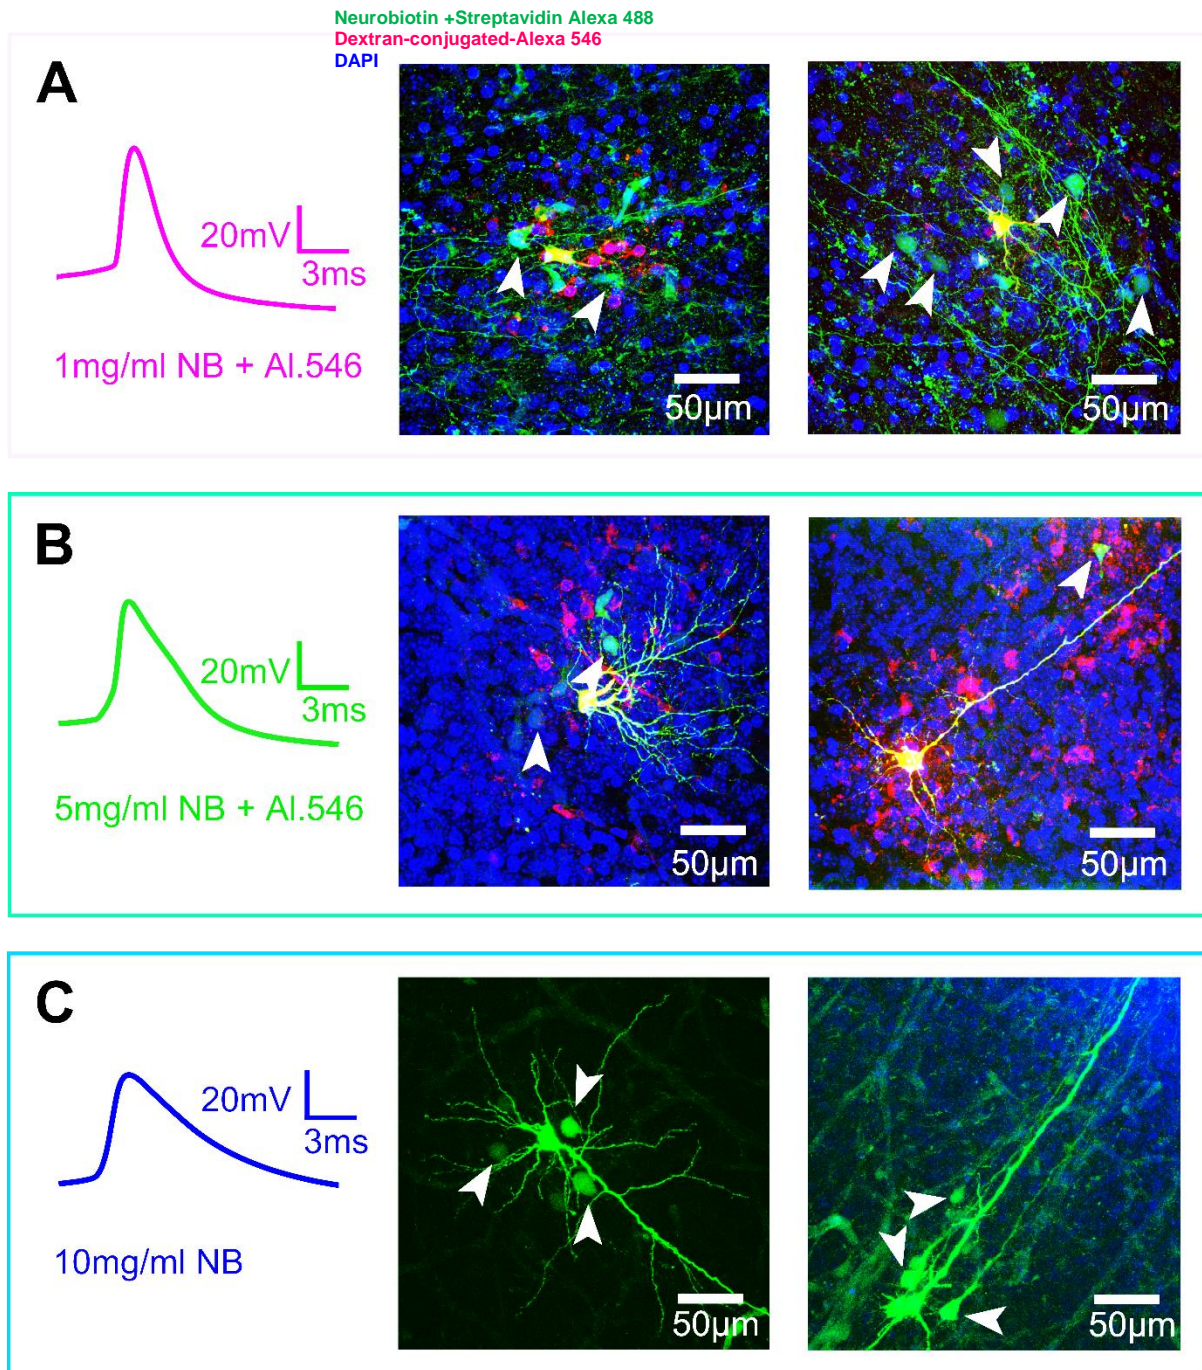 Neurobiotin +Streptavidin Alexa 488
Dextran-conjugated-Alexa 546
DAPI
A
20mV
3ms
1mg/ml NB + Al.546
50µm
50µm
B
20mV
3ms
5mg/ml NB + Al.546
50µm
50µm
C
20mV
3ms
10mg/ml NB
50µm
50µm